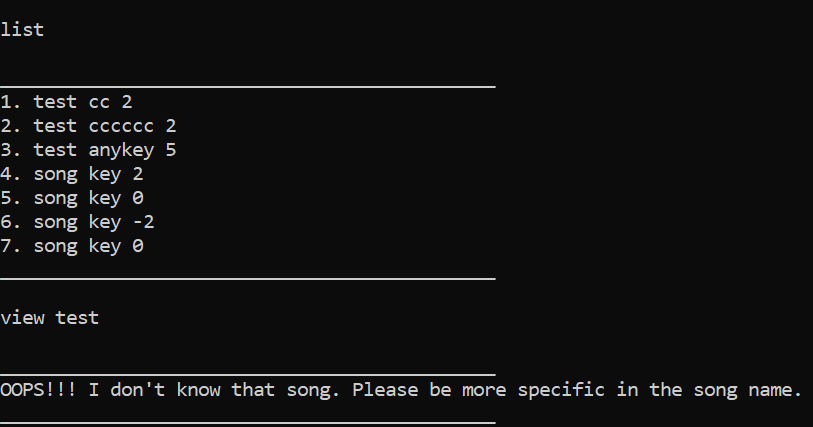 list
1. test cc 2
2. test cccccc 2
3. test anykey 5
4. song key 2
5. song key 0
6. song key -2
7. song key 0
view test
OOPS!!! I don't know that song. Please be more specific in the song name.